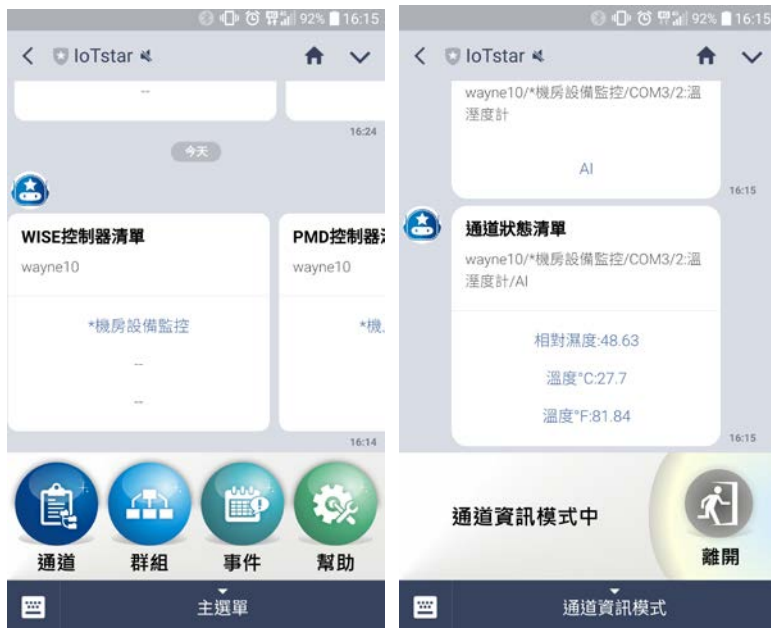 92% 16:15
IoTstar
--
16:24
今天
WISE控制器清單
wayne10
*機房設備監控
--
--
PMD控制器
wayne10
*機
16:14
通道
群組
事件
幫助
主選單
92% 16:15
IoTstar
wayne10/*機房設備監控/COM3/2:溫
溼度計
AI
16:15
通道狀態清單
wayne10/*機房設備監控/COM3/2:溫
溼度計/AI
相對濕度:48.63
溫度°C:27.7
溫度°F:81.84
16:15
通道資訊模式中
離開
通道資訊模式